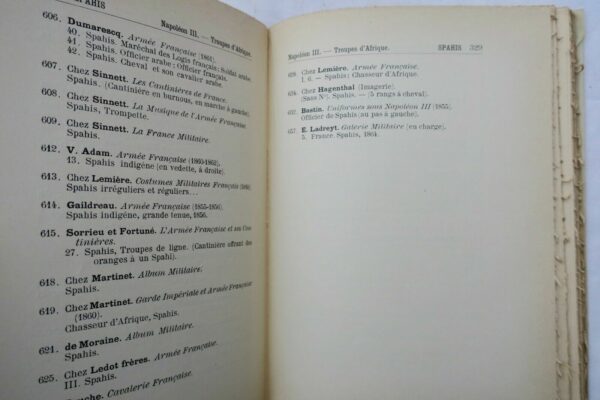 SPAHIS
Napoléon III. — Troupes d'Afrique.
606. Dumarescq. Armée Française (1861).
40. Spahis. Maréchal des Logis français; Soldat arabe.
41. Spahis. Officier arabe; Officier français.
42. Spahis. Cheval et son cavalier arabe.
607. Chez Sinnett. Les Cantinières de France.
Spahis. (Cantinière en burnous, en marche à gauche)
608. Chez Sinnett. La Musique de l'Armée Française.
Spahis, Trompette.
609. Chez Sinnett. La France Militaire.
Spahis.
612. V. Adam. Armée Française (1860-1862).
13. Spahis indigène (en vedette, à droite).
613. Chez Lemière. Costumes Militaires Français
Spahis irréguliers et réguliers...
614. Gaildreau. Armée Française (1855-1856).
Spahis indigéne, grande tenue, 1856.
615. Sorrieu et Fortuné. L'Armée Française et ses Cantinières.
27. Spahis, Troupes de ligne. (Cantinière offrant des
oranges à un Spahi).
618. Chez Martinet. Album Militaire.
Spahis.
619. Chez Martinet. Garde Impériale et Armée Française
(1860).
Chasseur d'Afrique, Spahis.
621. de Moraine. Album Militaire.
Spahis.
625. Chez Ledot frères. Armée Française.
III. Spahis.
Cavalerie Française.
Napoléon III. — Troupes d'Afrique. SPAHIS 329
Chez Lemière. Armée Française.
I. 6. — Spahis; Chasseur d'Afrique.
Chez Hagenthal (Imagerie).
(Sans N°). Spahis. — (5 rangs à cheval).
Bastin. Uniformes sous Napoléon III (1855).
Officier de Spahis (au pas à gauche).
657 E. Ladreyt. Galérie Militaire (en charge).
5. France. Spahis, 1864.